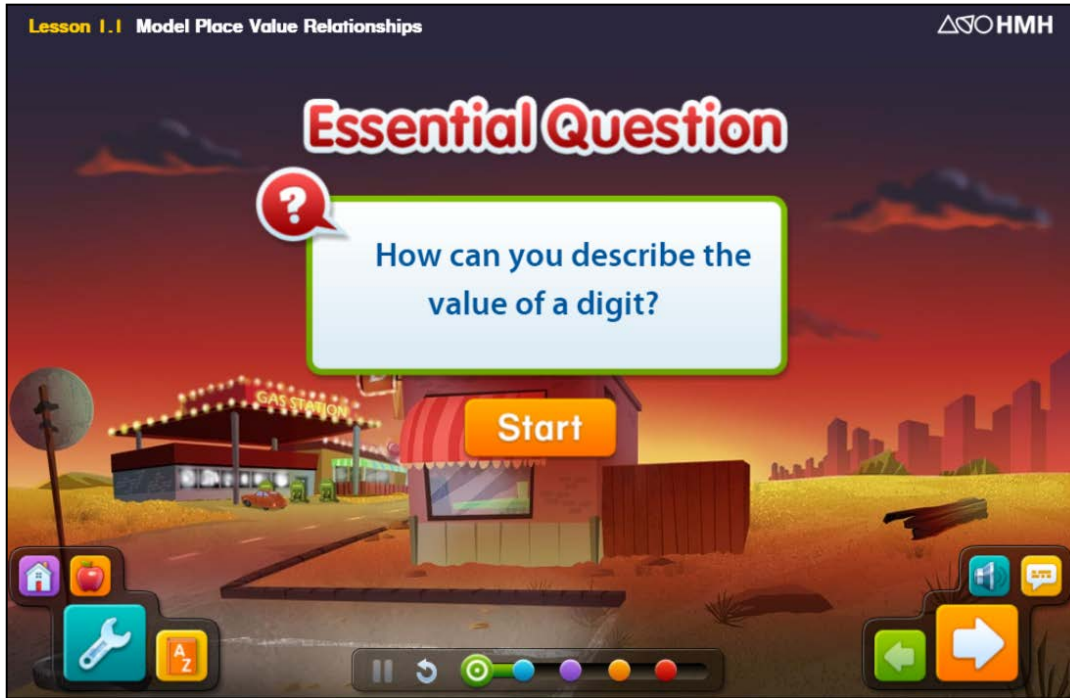 Lesson 1.1 Model Place Value Relationships
HMH
Essential Question
?
How can you describe the
value of a digit?
GAS STATION
Start
A
Z